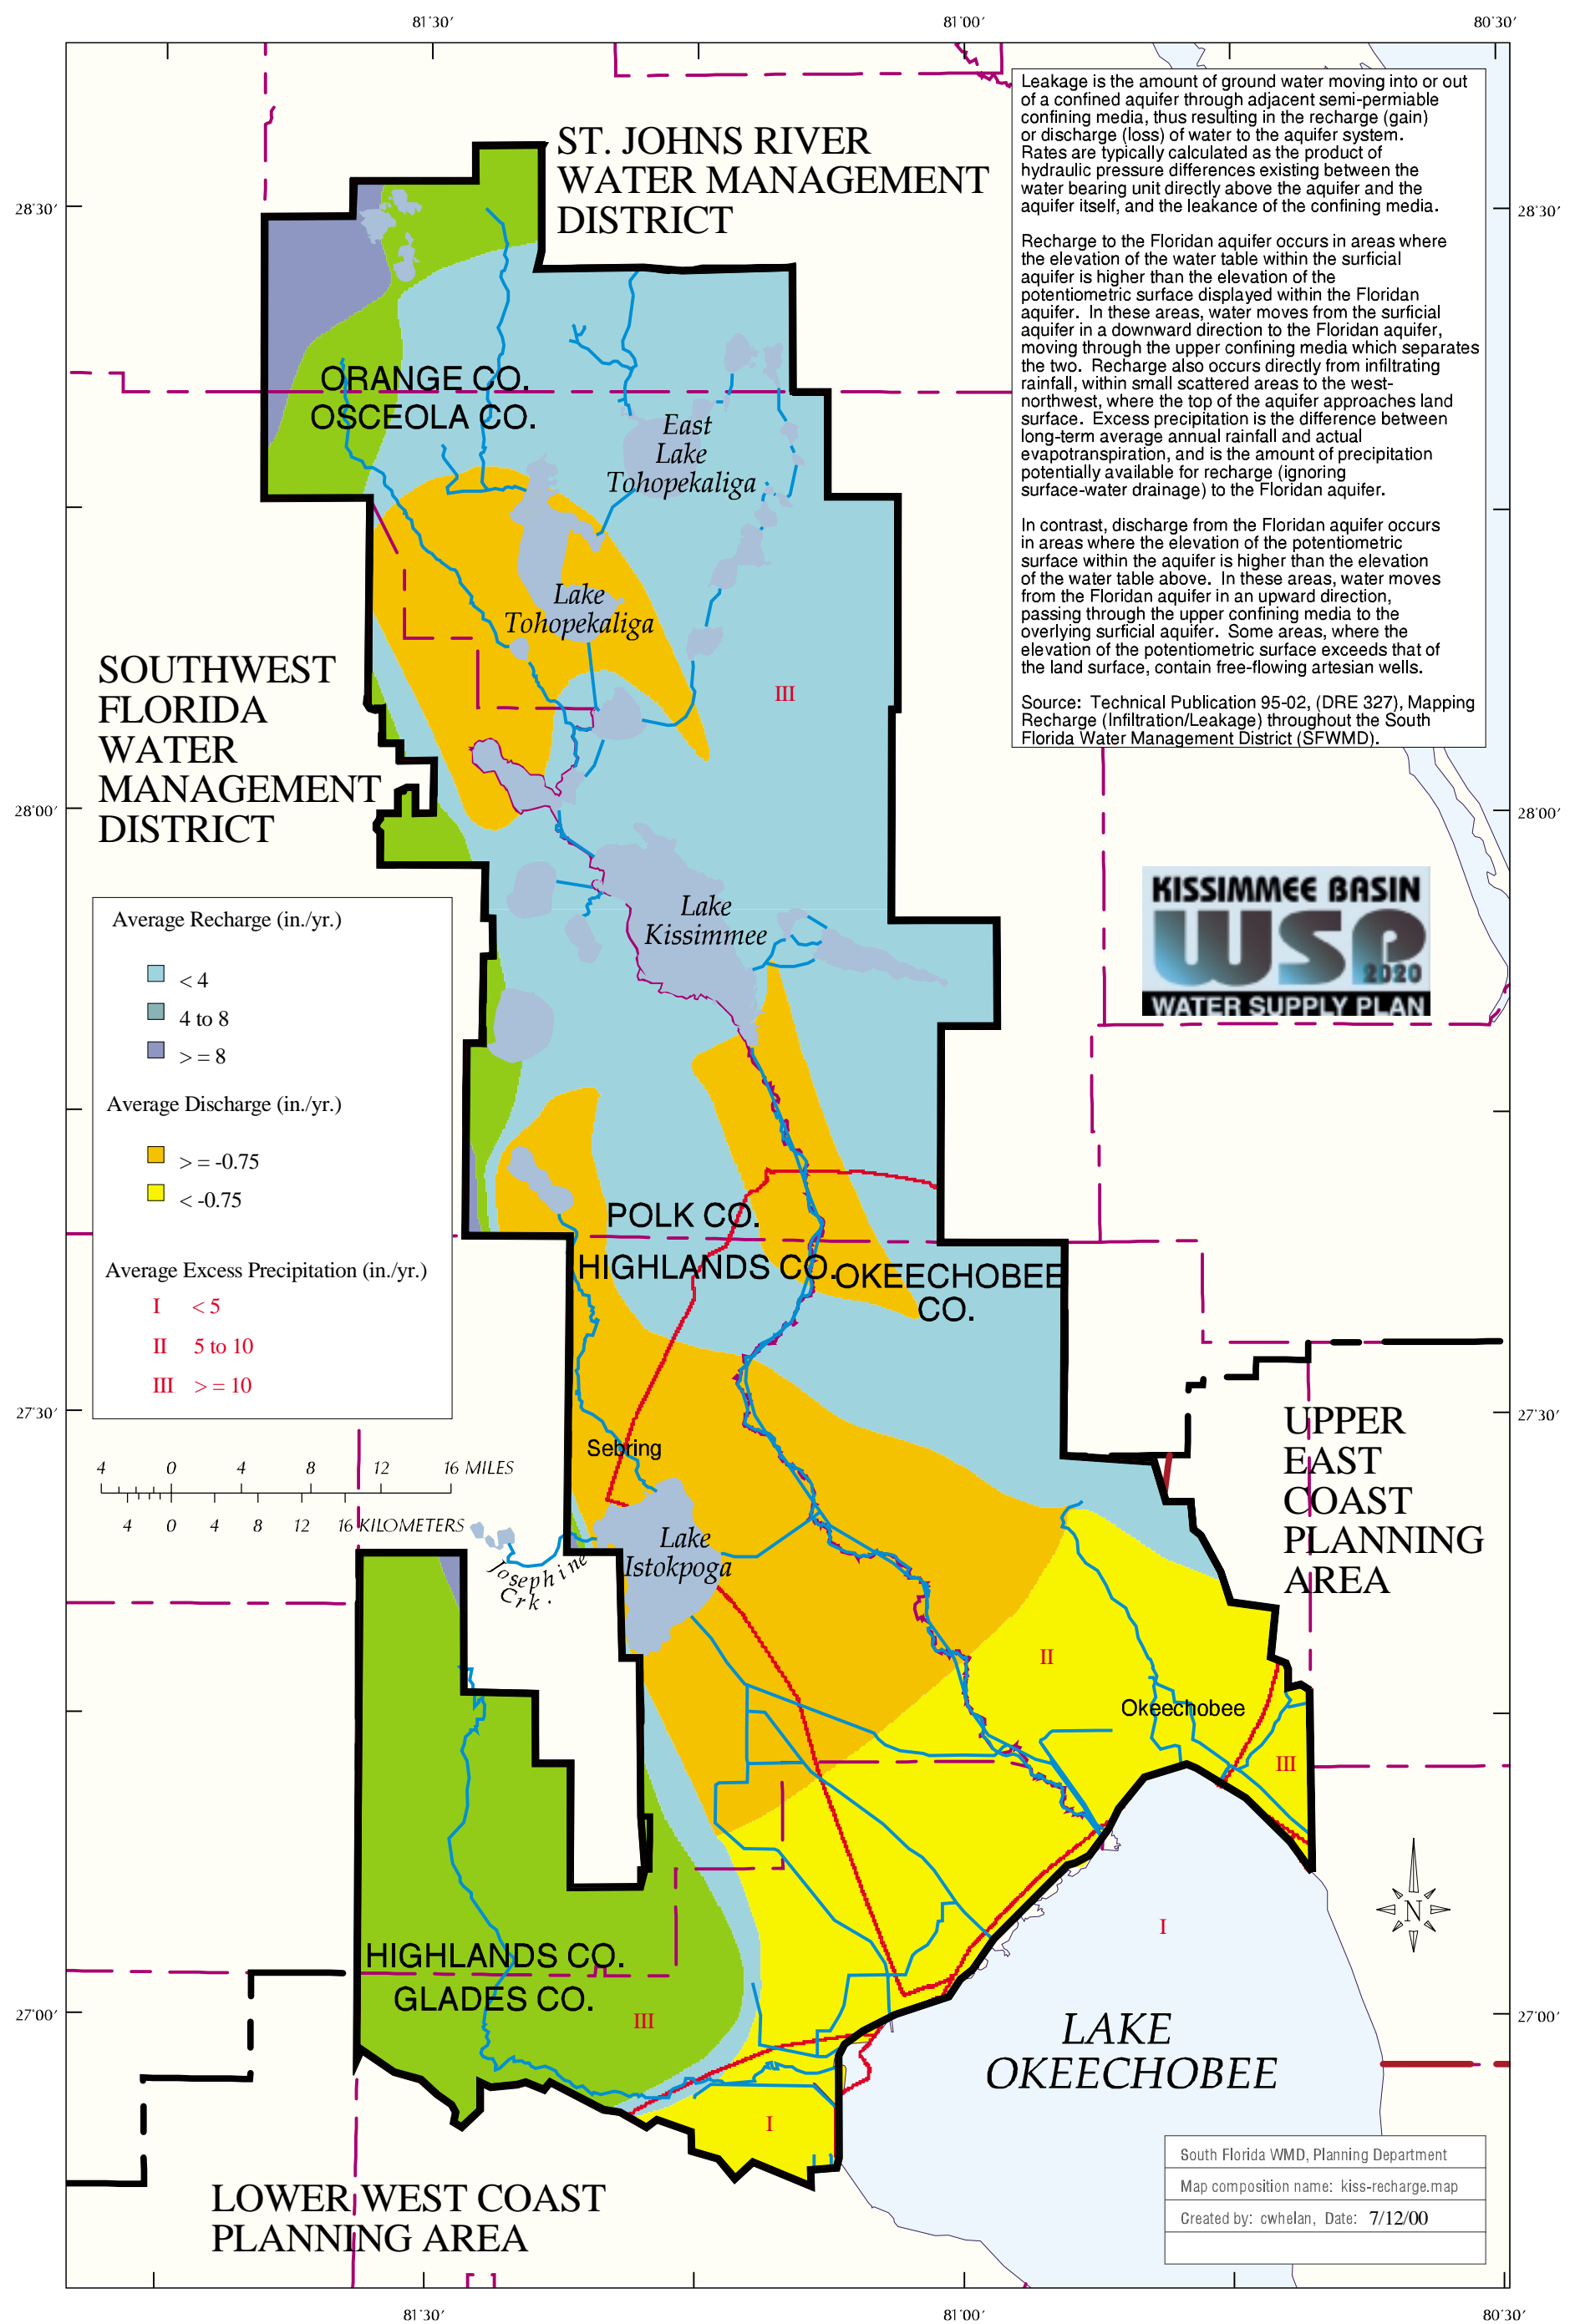 81°30′
81°00′
80°30′
Leakage is the amount of ground water moving into or out
of a confined aquifer through adjacent semi-permiable
confining media, thus resulting in the recharge (gain)
or discharge (loss) of water to the aquifer system.
Rates are typically calculated as the product of
hydraulic pressure differences existing between the
water bearing unit directly above the aquifer and the
aquifer itself, and the leakance of the confining media.
Recharge to the Floridan aquifer occurs in areas where
the elevation of the water table within the surficial
aquifer is higher than the elevation of the
potentiometric surface displayed within the Floridan
aquifer. In these areas, water moves from the surficial
aquifer in a downward direction to the Floridan aquifer,
moving through the upper confining media which separates
the two. Recharge also occurs directly from infiltrating
rainfall, within small scattered areas to the west-
northwest, where the top of the aquifer approaches land
surface. Excess precipitation is the difference between
long-term average annual rainfall and actual
evapotranspiration, and is the amount of precipitation
potentially available for recharge (ignoring
surface-water drainage) to the Floridan aquifer.
In contrast, discharge from the Floridan aquifer occurs
in areas where the elevation of the potentiometric
surface within the aquifer is higher than the elevation
of the water table above. In these areas, water moves
from the Floridan aquifer in an upward direction,
passing through the upper confining media to the
overlying surficial aquifer. Some areas, where the
elevation of the potentiometric surface exceeds that of
the land surface, contain free-flowing artesian wells.
Source: Technical Publication 95-02, (DRE 327), Mapping
Recharge (Infiltration/Leakage) throughout the South
Florida Water Management District (SFWMD).
ST. JOHNS RIVER
WATER MANAGEMENT
DISTRICT
28°30′
28°30′
ORANGE CO.
OSCEOLA CO.
East
Lake
Tohopekaliga
Lake
Tohopekaliga
III
SOUTHWEST
FLORIDA
WATER
MANAGEMENT
DISTRICT
28°00′
28°00′
KISSIMMEE BASIN
WSP
2020
WATER SUPPLY PLAN
Lake
Kissimmee
Average Recharge (in./yr.)
< 4
4 to 8
> = 8
Average Discharge (in./yr.)
> = -0.75
< -0.75
Average Excess Precipitation (in./yr.)
I < 5
II 5 to 10
III > = 10
POLK CO.
HIGHLANDS CO.
OKEECHOBEE
CO.
27°30′
27°30′
UPPER
EAST
COAST
PLANNING
AREA
Sebring
4 0 4 8 12 16 MILES
4 0 4 8 12 16 KILOMETERS
Lake
Istokpoga
Josephine
Crk.
II
Okeechobee
III
I
N
HIGHLANDS CO.
GLADES CO.
III
27°00′
27°00′
LAKE
OKEECHOBEE
I
LOWER WEST COAST
PLANNING AREA
South Florida WMD, Planning Department
Map composition name: kiss-recharge.map
Created by: cwhelan, Date: 7/12/00
81°30′
81°00′
80°30′